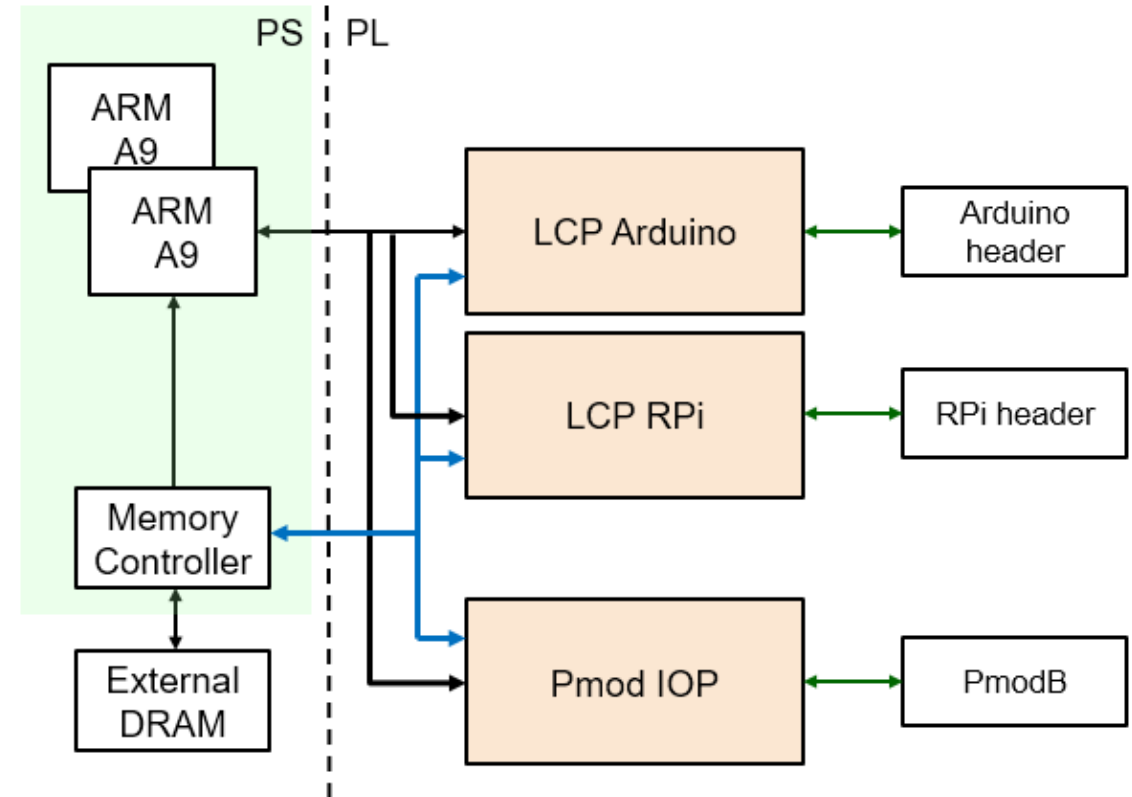 PS
PL
ARM
A9
ARM
A9
LCP Arduino
Arduino
header
LCP RPi
RPi header
Memory
Controller
External
DRAM
Pmod IOP
PmodB